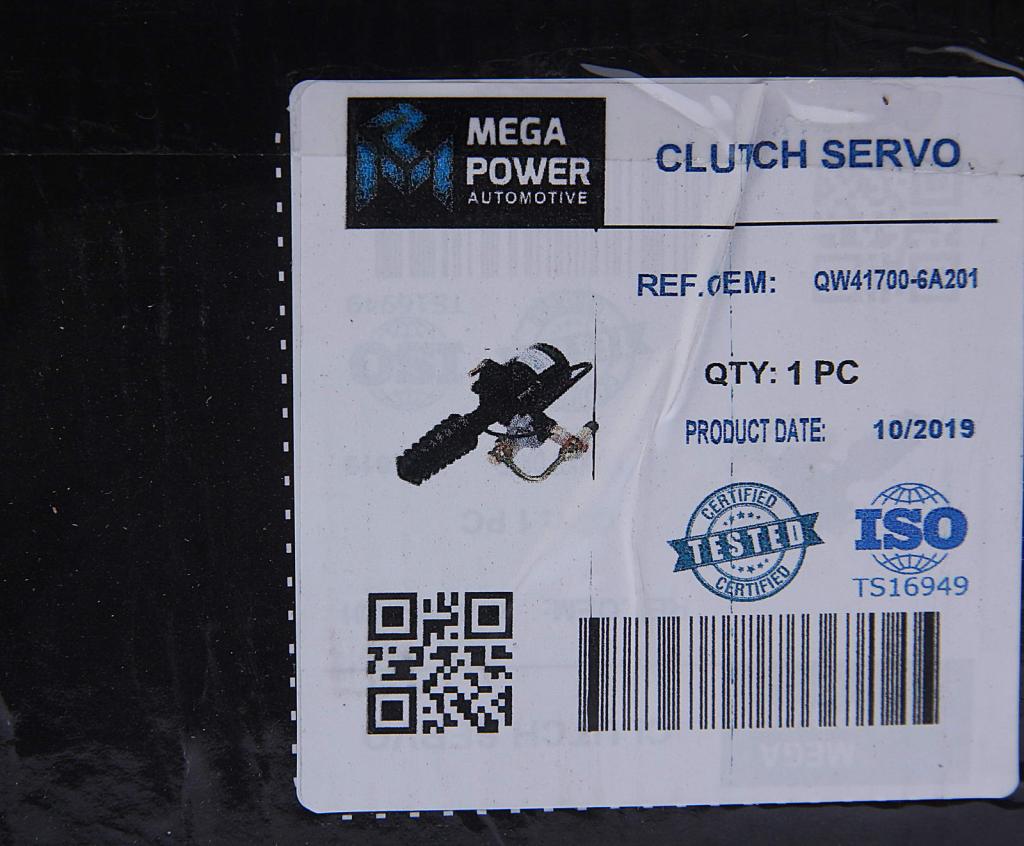 MEGA
POWER
AUTOMOTIVE
CLUTCH SERVO
REF.OEM: QW41700-6A201
QTY: 1 PC
PRODUCT DATE: 10/2019
CERTIFIED
TESTED
CERTIFIED
ISO
TS16949